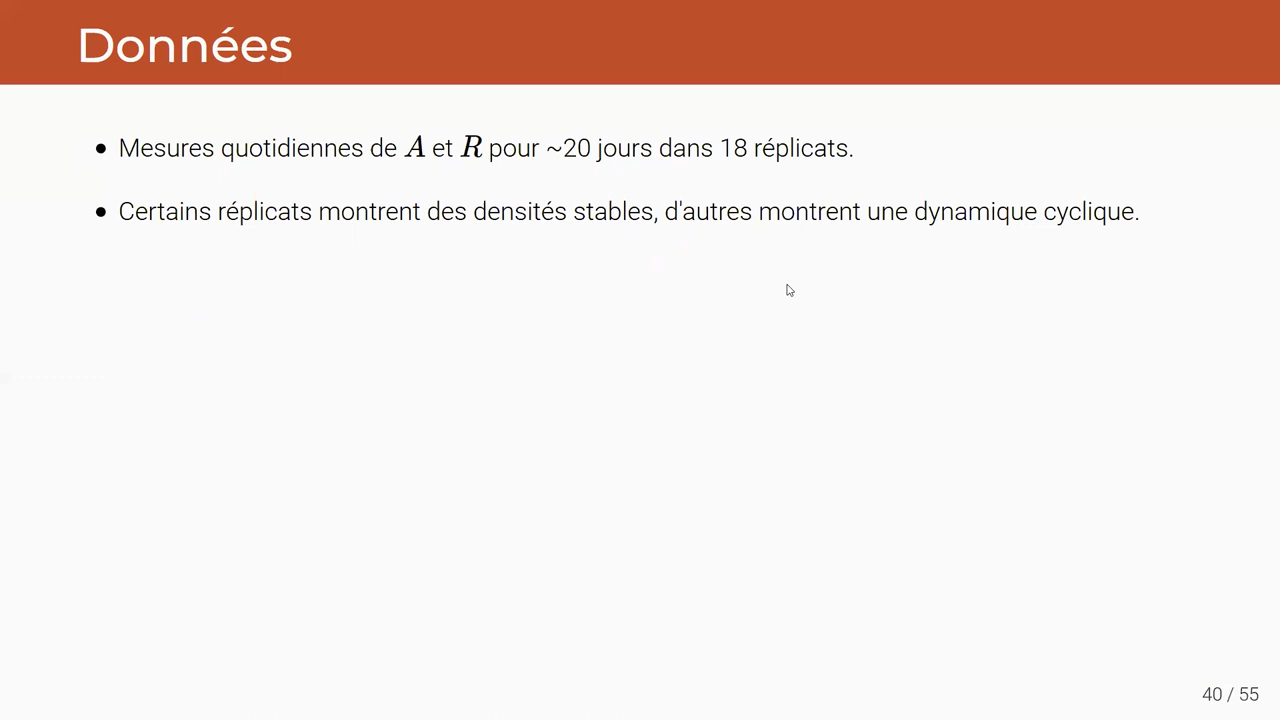 Données
• Mesures quotidiennes de A et R pour ~20 jours dans 18 réplicats.
• Certains réplicats montrent des densités stables, d'autres montrent une dynamique cyclique.
40 / 55